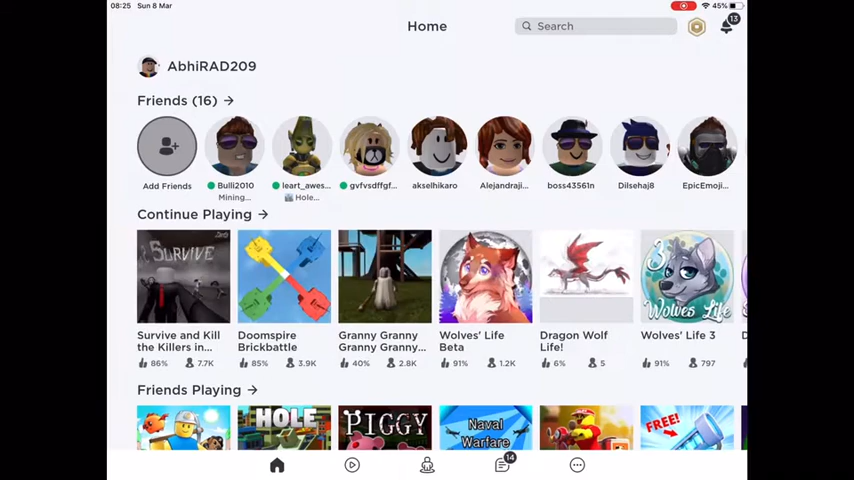 08:25 Sun 8 Mar
45%
Home
Search
13
AbhiRAD209
Friends (16)
Add Friends
Bulli2010
Mining...
leart_awes...
Hole...
gvfvsdffgf...
akselhikaro
Alejandraji...
boss43561n
Dilsehaj8
EpicEmoji...
Continue Playing
SURVIVE
3
Wolves Life
Survive and Kill
the Killers in...
86% 7.7K
Doomspire
Brickbattle
85% 3.9K
Granny Granny
Granny Granny...
40% 2.8K
Wolves' Life
Beta
91% 1.2K
Dragon Wolf
Life!
6% 5
Wolves' Life 3
91% 797
Friends Playing
HOLE
PIGGY
Naval
Warfare
FREE!
14